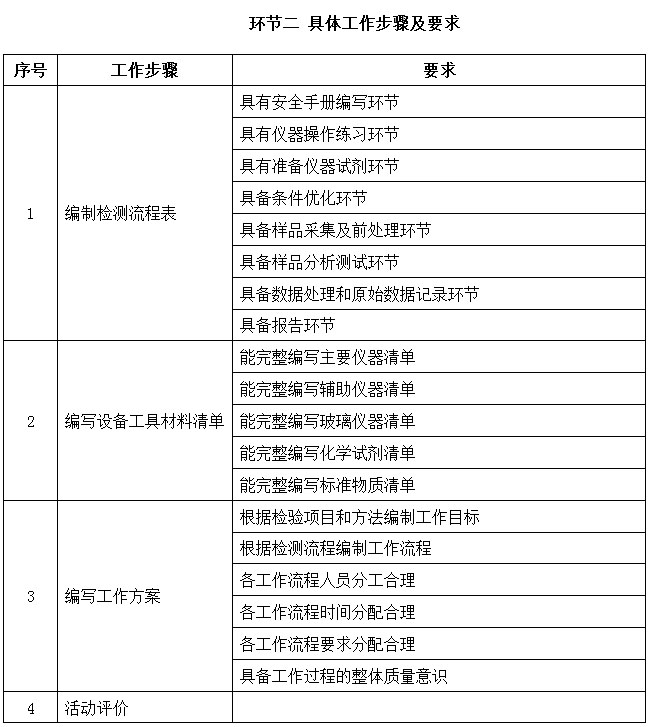 环节二 具体工作步骤及要求
序号 工作步骤 要求
1 编制检测流程表
具有安全手册编写环节
具有仪器操作练习环节
具有准备仪器试剂环节
具备条件优化环节
具备样品采集及前处理环节
具备样品分析测试环节
具备数据处理和原始数据记录环节
具备报告环节
2 编写设备工具材料清单
能完整编写主要仪器清单
能完整编写辅助仪器清单
能完整编写玻璃仪器清单
能完整编写化学试剂清单
能完整编写标准物质清单
3 编写工作方案
根据检验项目和方法编制工作目标
根据检测流程编制工作流程
各工作流程人员分工合理
各工作流程时间分配合理
各工作流程要求分配合理
具备工作过程的整体质量意识
4 活动评价